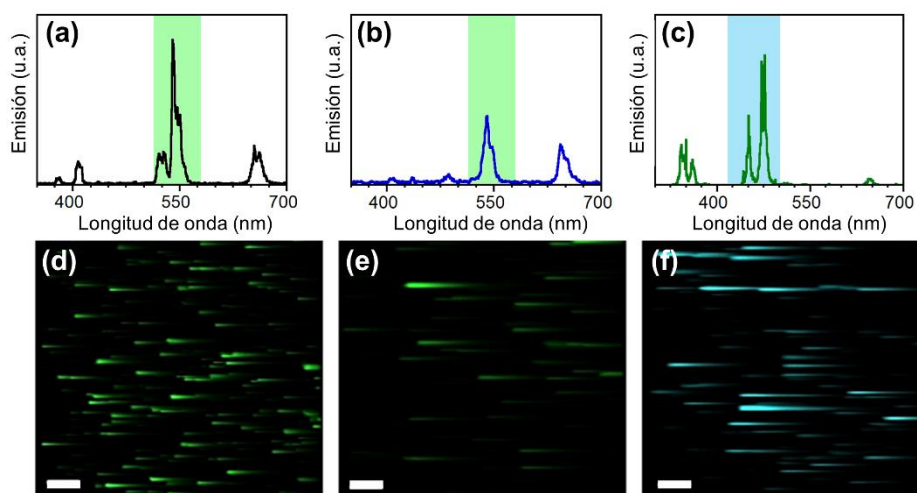 (a)
Emisión (u.a.)
400 550 700
Longitud de onda (nm)
(b)
Emisión (u.a.)
400 550 700
Longitud de onda (nm)
(c)
Emisión (u.a.)
400 550 700
Longitud de onda (nm)
(d)
(e)
(f)